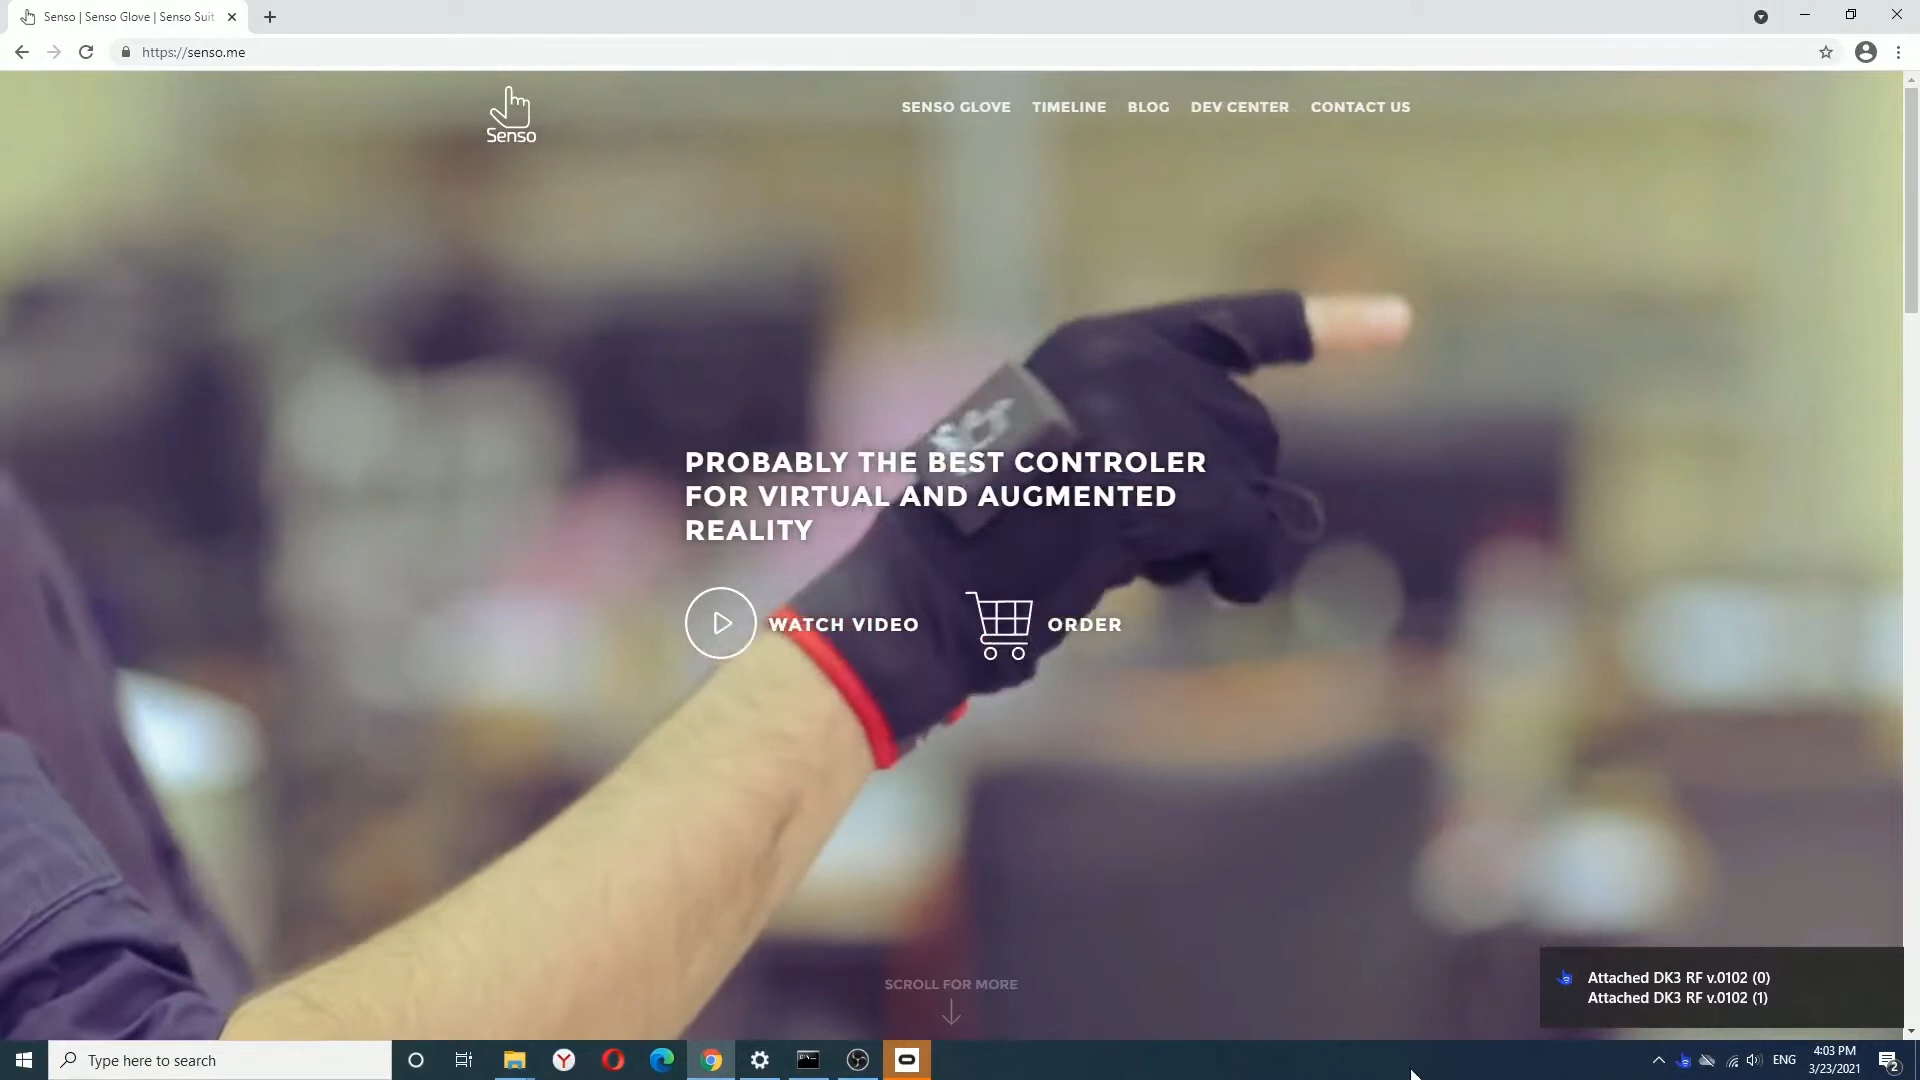 Senso | Senso Glove | Senso Suit
https://senso.me
Senso
SENSO GLOVE
TIMELINE
BLOG
DEV CENTER
CONTACT US
PROBABLY THE BEST CONTROLER
FOR VIRTUAL AND AUGMENTED
REALITY
WATCH VIDEO
ORDER
SCROLL FOR MORE
Attached DK3 RF v.0102 (0)
Attached DK3 RF v.0102 (1)
Type here to search
ENG
4:03 PM
3/23/2021
2